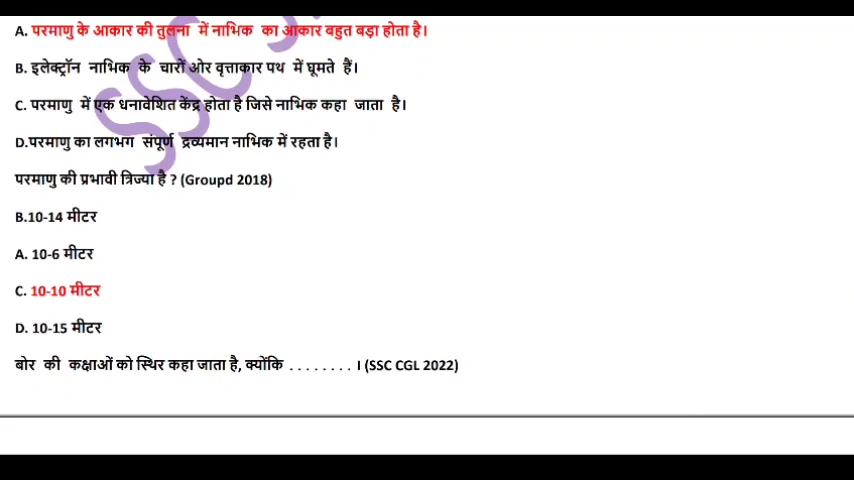 A. परमाणु के आकार की तुलना में नाभिक का आकार बहुत बड़ा होता है।
B. इलेक्ट्रॉन नाभिक के चारों ओर वृत्ताकार पथ में घूमते हैं।
C. परमाणु में एक धनावेशित केंद्र होता है जिसे नाभिक कहा जाता है।
D.परमाणु का लगभग संपूर्ण द्रव्यमान नाभिक में रहता है।
परमाणु की प्रभावी त्रिज्या है ? (Groupd 2018)
B.10-14 मीटर
A. 10-6 मीटर
C. 10-10 मीटर
D. 10-15 मीटर
बोर की कक्षाओं को स्थिर कहा जाता है, क्योंकि . . . . . . . . । (SSC CGL 2022)
SSC